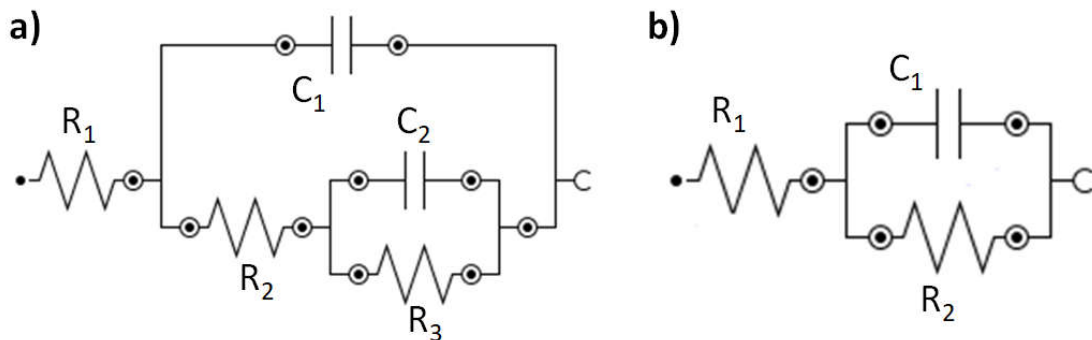 a)
C₁
R₁
C₂
R₂
R₃
b)
C₁
R₁
R₂